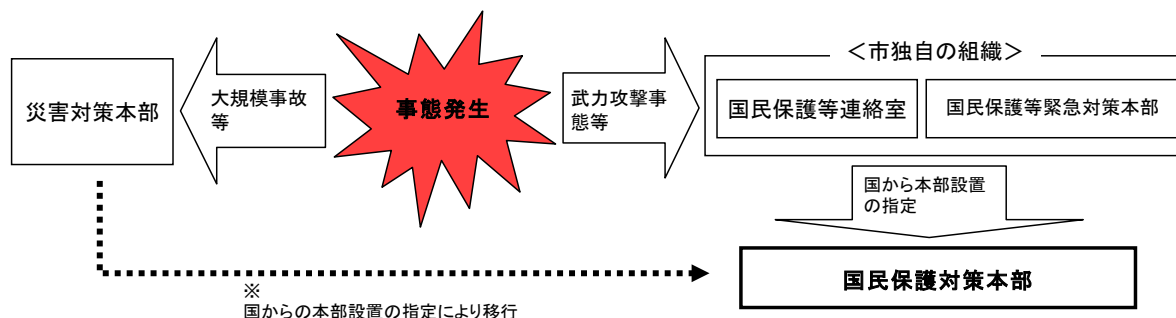 ＜市独自の組織＞
災害対策本部
大規模事故
等
事態発生
武力攻撃事
態等
国民保護等連絡室
国民保護等緊急対策本部
国から本部設置
の指定
国民保護対策本部
※
国からの本部設置の指定により移行